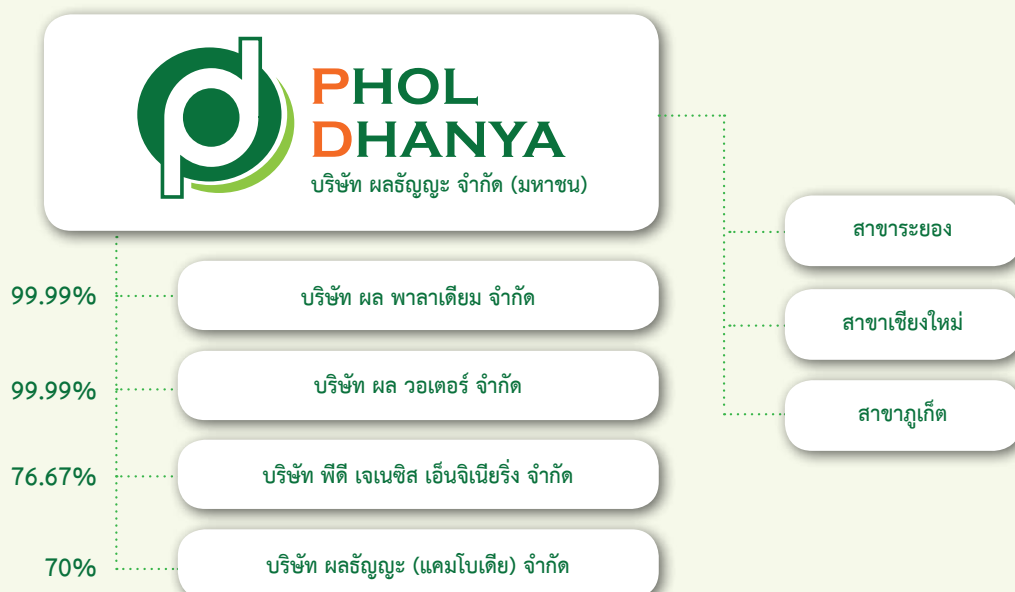 PHOL
DHANYA
บริษัท ผลธัญญะ จำกัด (มหาชน)
99.99%
บริษัท ผล พาลาเดียม จำกัด
99.99%
บริษัท ผล วอเตอร์ จำกัด
76.67%
บริษัท พีดี เจเนซิส เอ็นจิเนียริ่ง จำกัด
70%
บริษัท ผลธัญญะ (แคมโบเดีย) จำกัด
สาขาระยอง
สาขาเชียงใหม่
สาขาภูเก็ต